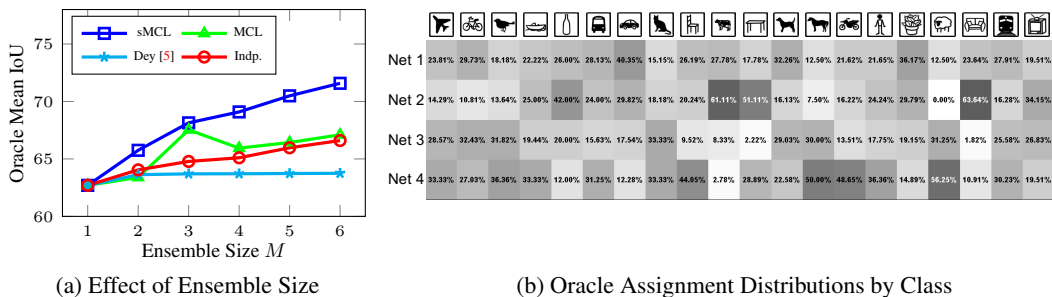 75
70
65
60
1 2 3 4 5 6
Oracle Mean IoU
Ensemble Size M
sMCL MCL
Dey [5] Indp.
(a) Effect of Ensemble Size
Net 1 23.81% 29.73% 18.18% 22.22% 26.00% 28.13% 40.35% 15.15% 26.19% 27.78% 17.78% 32.26% 12.50% 21.62% 21.65% 36.17% 12.50% 23.64% 27.91% 19.51%
Net 2 14.29% 10.81% 13.64% 25.00% 42.00% 24.00% 29.82% 18.18% 20.24% 61.11% 51.11% 16.13% 7.50% 16.22% 24.24% 29.79% 0.00% 63.64% 16.28% 34.15%
Net 3 28.57% 32.43% 31.82% 19.44% 20.00% 15.63% 17.54% 33.33% 9.52% 8.33% 2.22% 29.03% 30.00% 13.51% 17.75% 19.15% 31.25% 1.82% 25.58% 26.83%
Net 4 33.33% 27.03% 36.36% 33.33% 12.00% 31.25% 12.28% 33.33% 44.05% 2.78% 28.89% 22.58% 50.00% 48.65% 36.36% 14.89% 56.25% 10.91% 30.23% 19.51%
(b) Oracle Assignment Distributions by Class